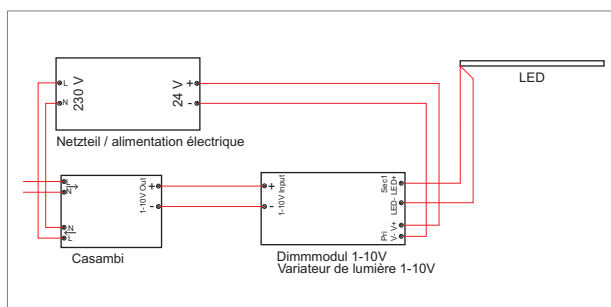 L
N
230 V
24 V
+
-
Netzteil / alimentation électrique
LED
L
N
N
L
1-10V Out
+
-
Casambi
+
-
1-10V Input
Sec1
LED- LED+
Pri
V- V+
Dimmmodul 1-10V
Variateur de lumière 1-10V